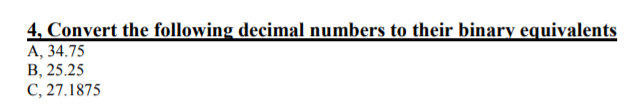 4, Convert the following decimal numbers to their binary equivalents
A, 34.75
B, 25.25
C, 27.1875